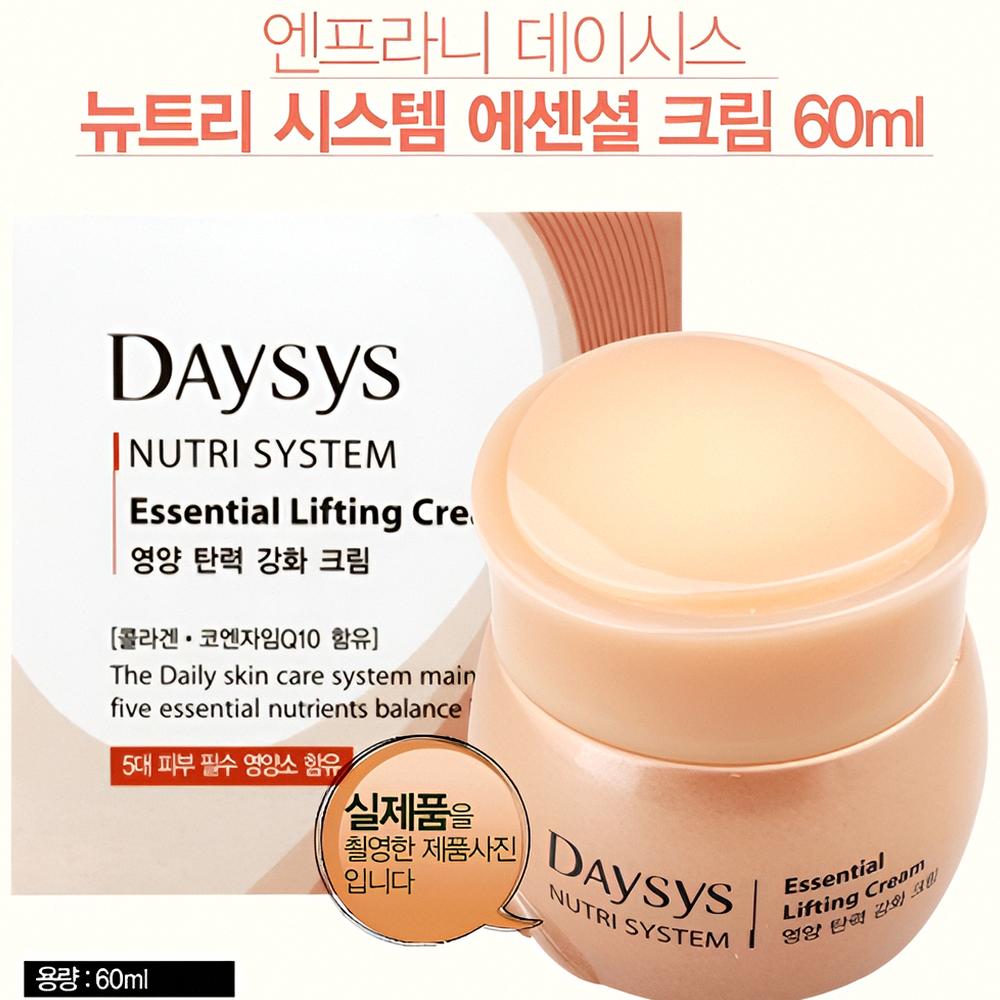 엔프라니 데이시스
뉴트리 시스템 에센셜 크림 60ml
DAYSYS
NUTRI SYSTEM
Essential Lifting Cre
영양 탄력 강화 크림
[콜라겐·코엔자임Q10 함유]
The Daily skin care system main
five essential nutrients balance
5대 피부 필수 영양소 함유
실제품을
촬영한 제품사진
입니다
DAYSYS
NUTRI SYSTEM
Essential
Lifting Cream
영양 탄력 강화 크림
용량 : 60ml